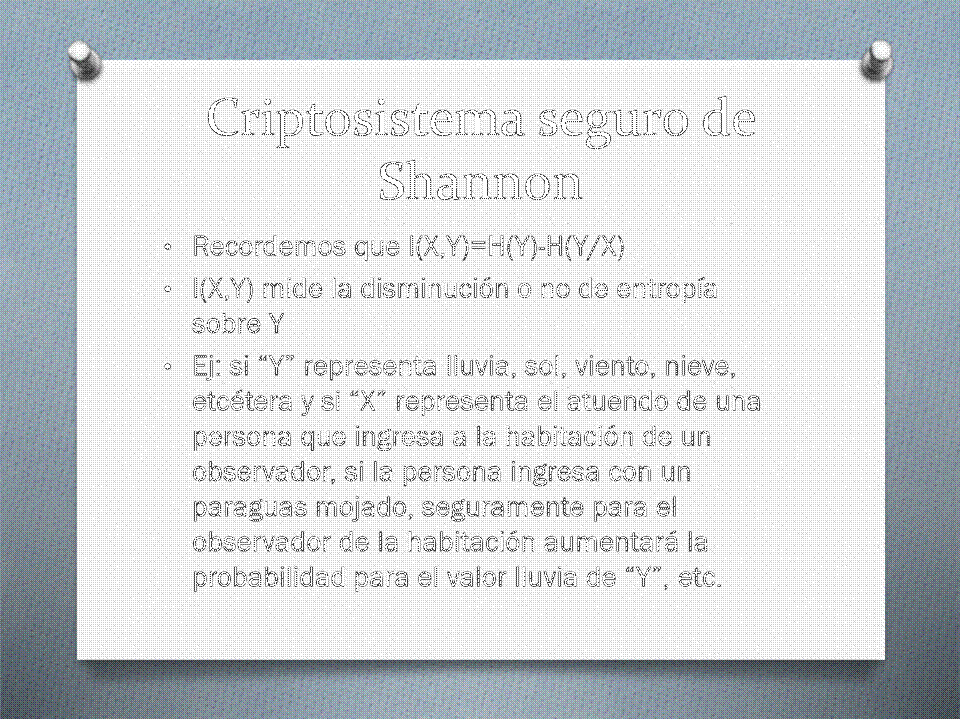 Criptosistema seguro de
Shannon
• Recordemos que I(X,Y)=H(Y)-H(Y/X)
• I(X,Y) mide la disminución o no de entropía
sobre Y
• Ej: si “Y” representa lluvia, sol, viento, nieve,
etcétera y si “X” representa el atuendo de una
persona que ingresa a la habitación de un
observador, si la persona ingresa con un
paraguas mojado, seguramente para el
observador de la habitación aumentará la
probabilidad para el valor lluvia de “Y”, etc.